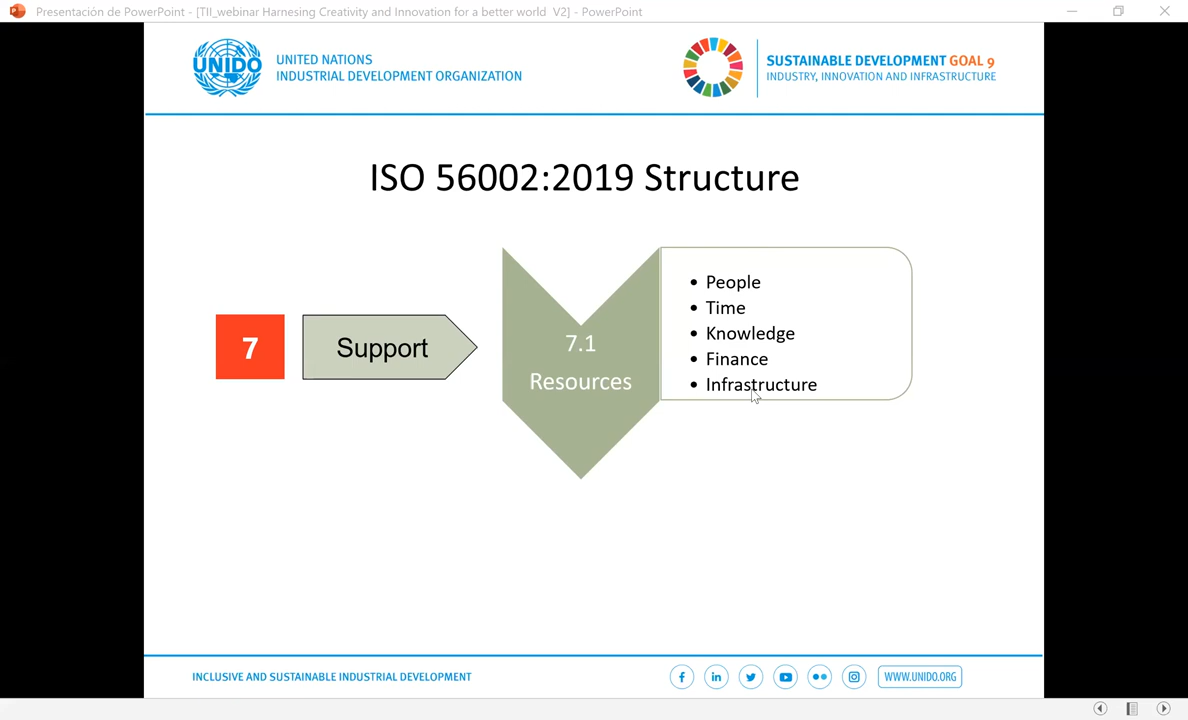 Presentación de PowerPoint - [TII_webinar Harnesing Creativity and Innovation for a better world V2] - PowerPoint
UNIDO
UNITED NATIONS
INDUSTRIAL DEVELOPMENT ORGANIZATION
SUSTAINABLE DEVELOPMENT GOAL 9
INDUSTRY, INNOVATION AND INFRASTRUCTURE
ISO 56002:2019 Structure
7
Support
7.1
Resources
• People
• Time
• Knowledge
• Finance
• Infrastructure
INCLUSIVE AND SUSTAINABLE INDUSTRIAL DEVELOPMENT
WWW.UNIDO.ORG